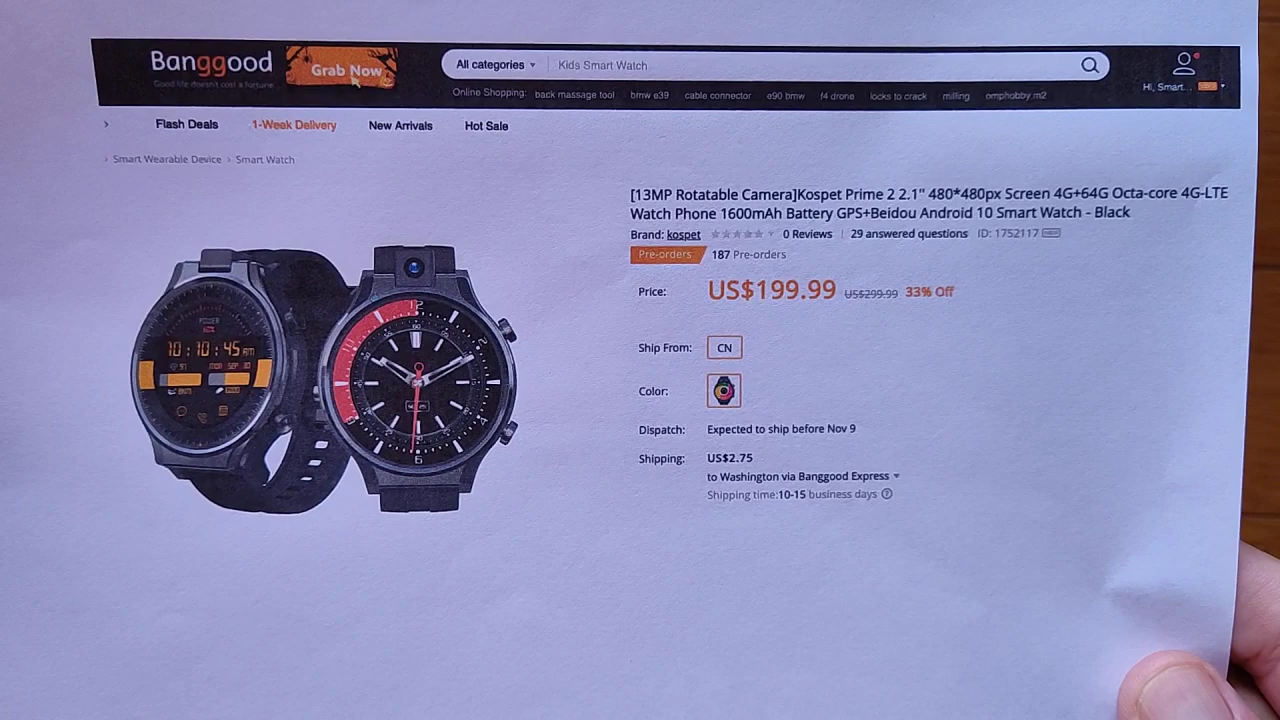 Banggood
Good life doesn't cost a fortune
Grab Now
All categories
Kids Smart Watch
Hi, Smart...
Online Shopping: back massage tool bmw e39 cable connector e90 bmw f4 drone locks to crack milling omphobby m2
› Flash Deals 1-Week Delivery New Arrivals Hot Sale
› Smart Wearable Device › Smart Watch
[13MP Rotatable Camera]Kospet Prime 2 2.1" 480*480px Screen 4G+64G Octa-core 4G-LTE
Watch Phone 1600mAh Battery GPS+Beidou Android 10 Smart Watch - Black
Brand: kospet 0 Reviews 29 answered questions ID: 1752117
Pre-orders 187 Pre-orders
Price: US$199.99 US$299.99 33% Off
Ship From: CN
Color:
Dispatch: Expected to ship before Nov 9
Shipping: US$2.75
to Washington via Banggood Express
Shipping time:10-15 business days
POWER
10:10:45 AM
12
2
4
6